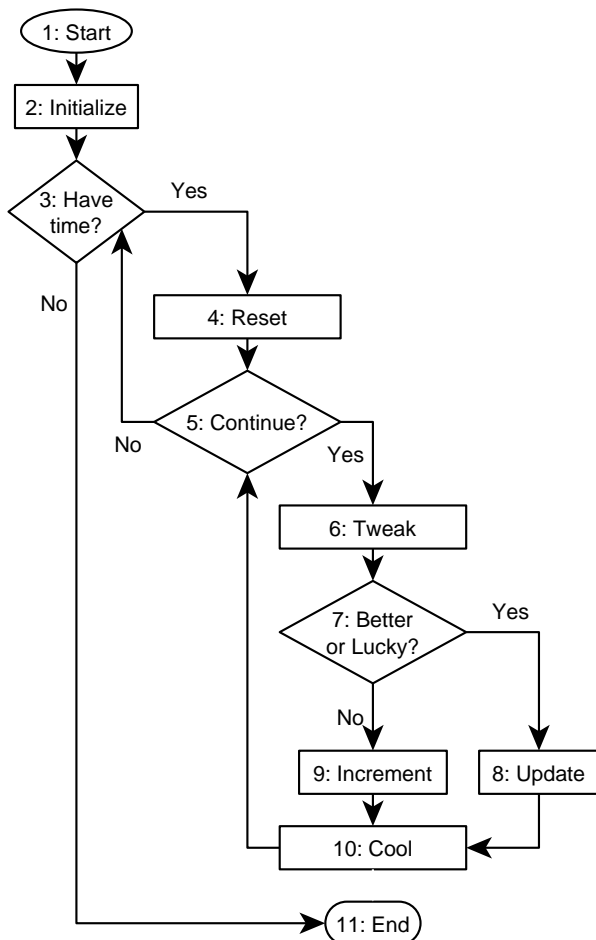 1: Start
2: Initialize
3: Have
time?
Yes
No
4: Reset
5: Continue?
No
Yes
6: Tweak
7: Better
or Lucky?
Yes
No
9: Increment
8: Update
10: Cool
11: End